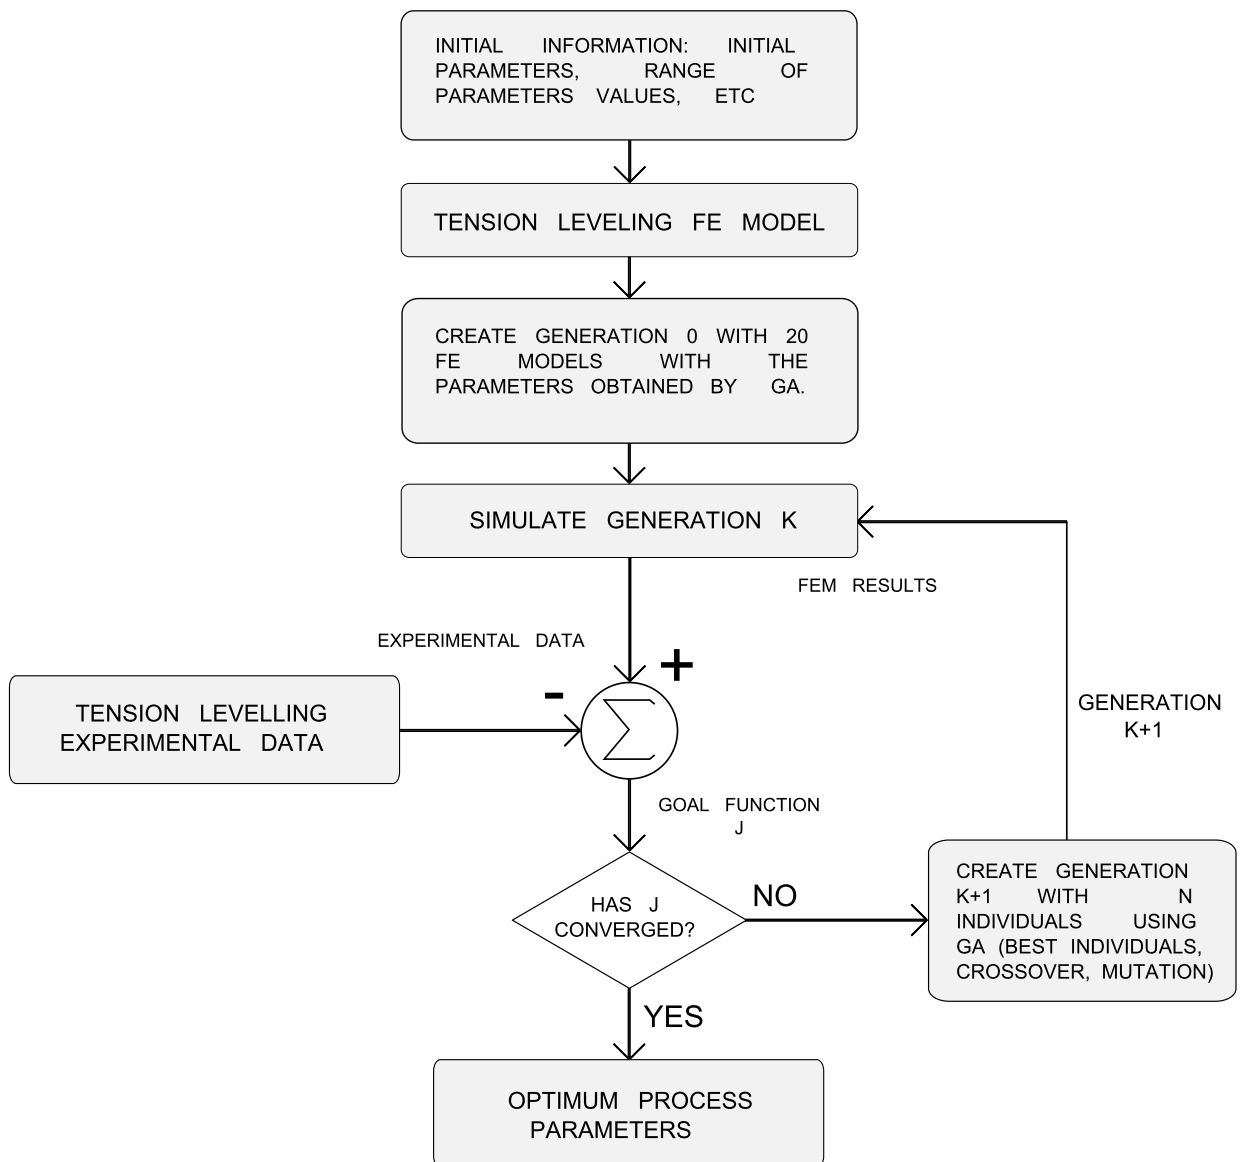 INITIAL INFORMATION: INITIAL
PARAMETERS, RANGE OF
PARAMETERS VALUES, ETC
TENSION LEVELING FE MODEL
CREATE GENERATION 0 WITH 20
FE MODELS WITH THE
PARAMETERS OBTAINED BY GA.
SIMULATE GENERATION K
FEM RESULTS
EXPERIMENTAL DATA
+
-
TENSION LEVELLING
EXPERIMENTAL DATA
∑
GENERATION
K+1
GOAL FUNCTION
J
HAS J
CONVERGED?
NO
CREATE GENERATION
K+1 WITH N
INDIVIDUALS USING
GA (BEST INDIVIDUALS,
CROSSOVER, MUTATION)
YES
OPTIMUM PROCESS
PARAMETERS